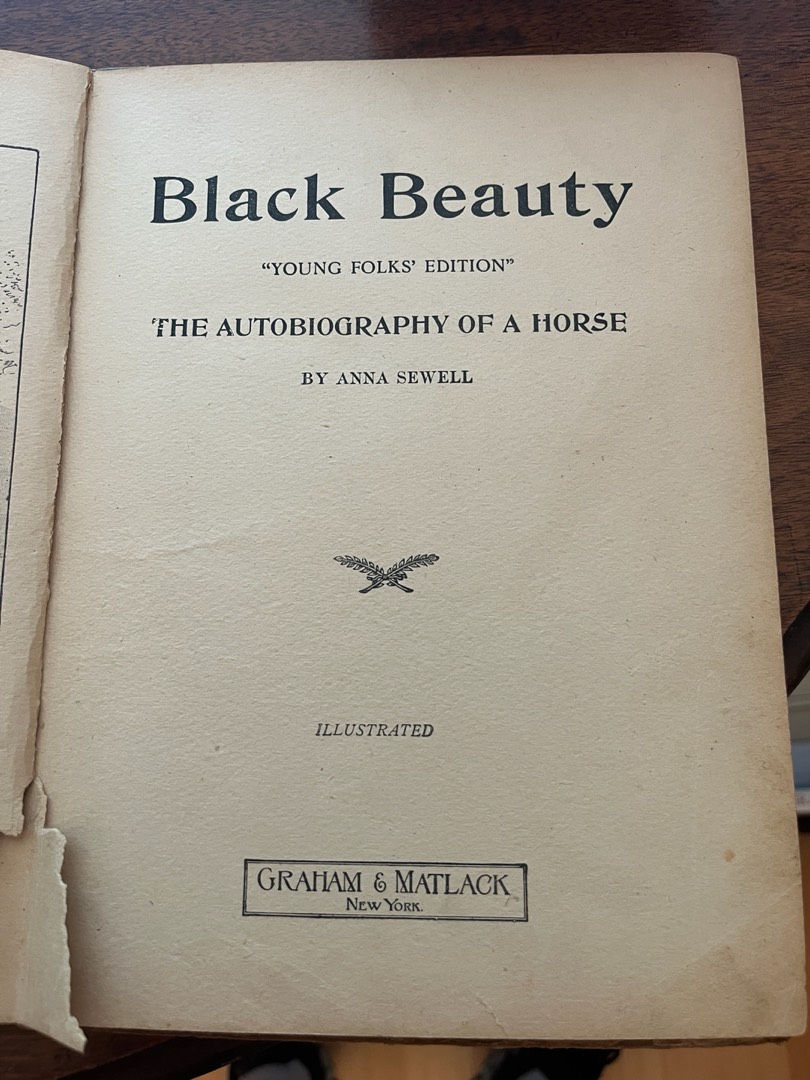 Black Beauty
“YOUNG FOLKS’ EDITION”
THE AUTOBIOGRAPHY OF A HORSE
BY ANNA SEWELL
ILLUSTRATED
GRAHAM & MATLACK
NEW YORK.